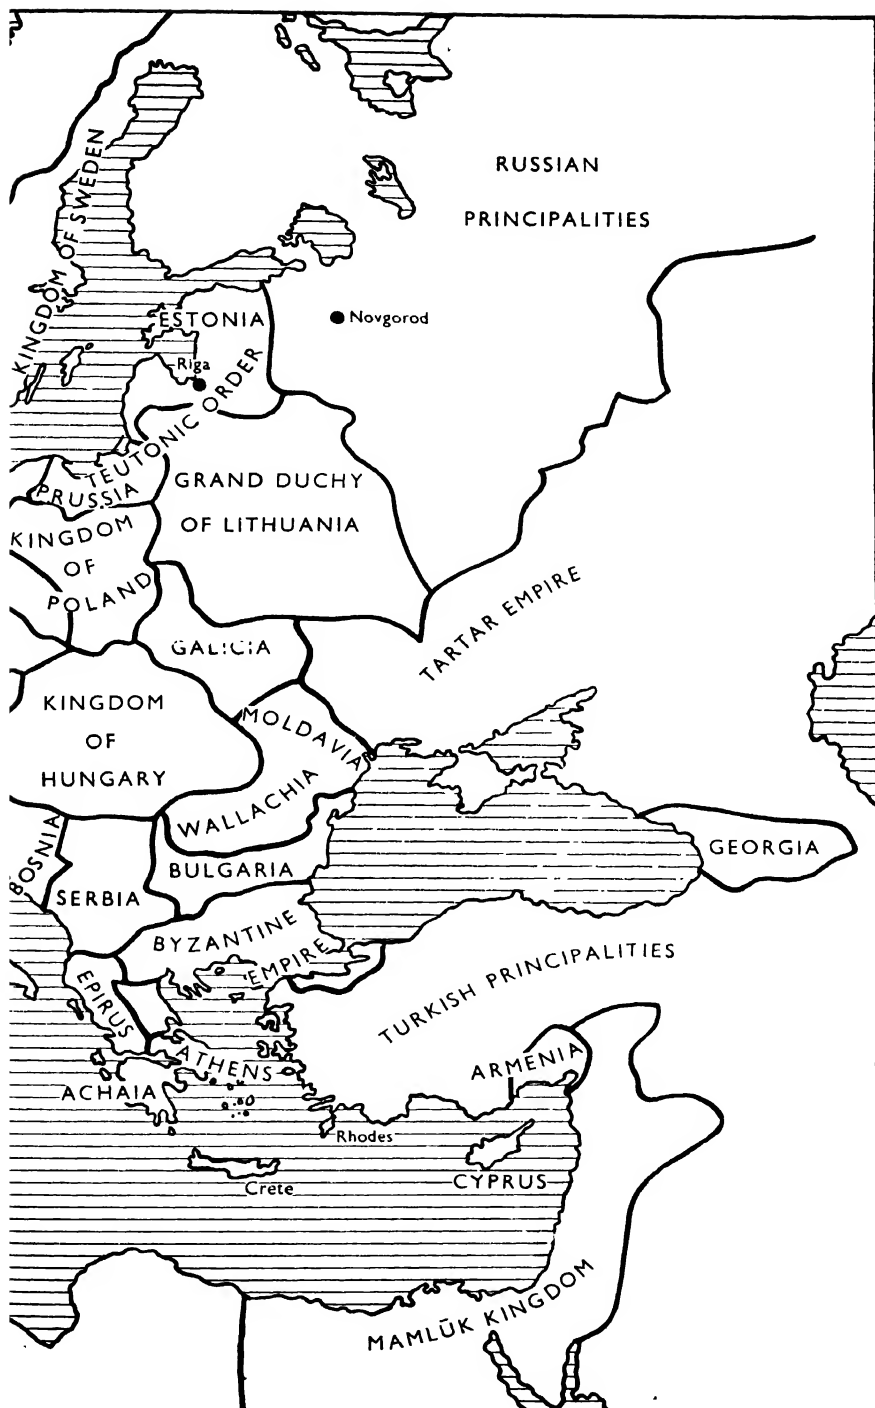 RUSSIAN
PRINCIPALITIES
KINGDOM OF SWEDEN
ESTONIA
Novgorod
Riga
TEUTONIC ORDER
PRUSSIA
GRAND DUCHY
OF LITHUANIA
KINGDOM
OF
POLAND
TARTAR EMPIRE
GALICIA
KINGDOM
OF
HUNGARY
MOLDAVIA
WALLACHIA
BOSNIA
SERBIA
BULGARIA
GEORGIA
BYZANTINE
EMPIRE
TURKISH PRINCIPALITIES
EPIRUS
ATHENS
ARMENIA
ACHAIA
Rhodes
Crete
CYPRUS
MAMLŪK KINGDOM